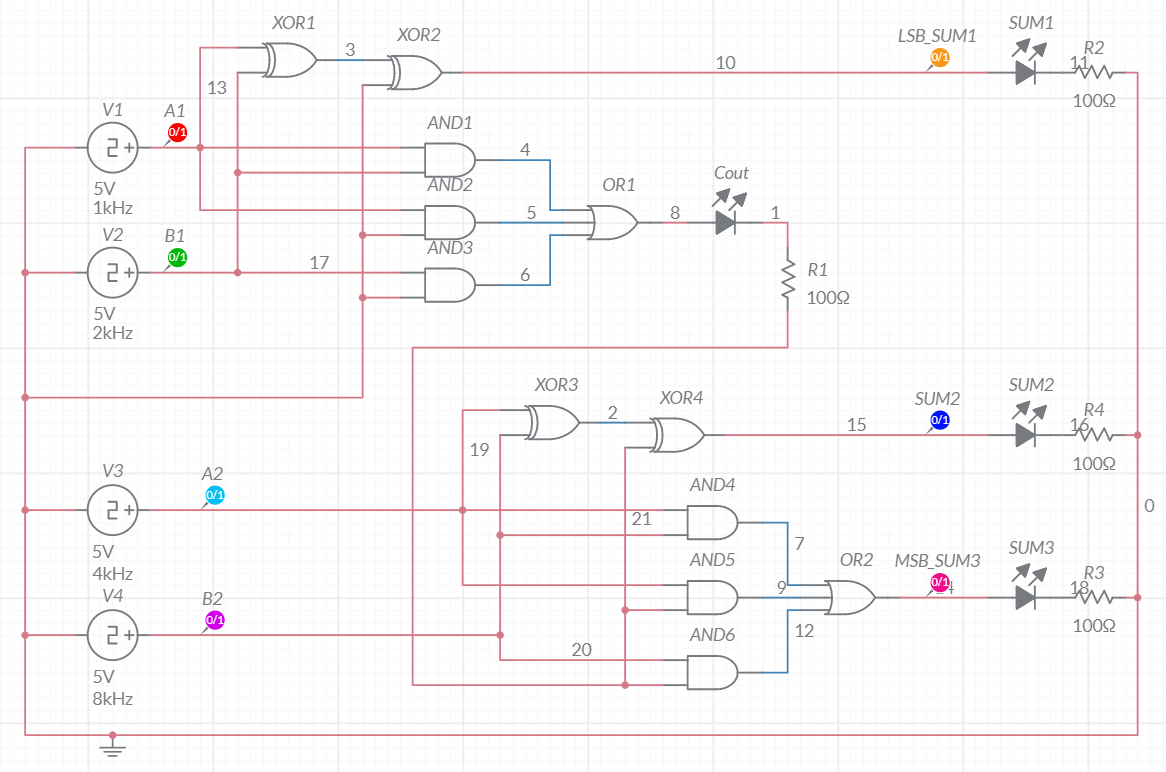 XOR1
XOR2
3
13
10
LSB_SUM1
0/1
SUM1
R2
11
100Ω
V1
A1
0/1
5V
1kHz
AND1
4
AND2
5
OR1
8
Cout
1
V2
B1
0/1
5V
2kHz
17
AND3
6
R1
100Ω
XOR3
2
XOR4
19
15
SUM2
0/1
SUM2
R4
16
100Ω
V3
A2
0/1
5V
4kHz
AND4
21
7
0
AND5
9
OR2
MSB_SUM3
0/1
SUM3
R3
18
100Ω
V4
B2
0/1
5V
8kHz
20
AND6
12